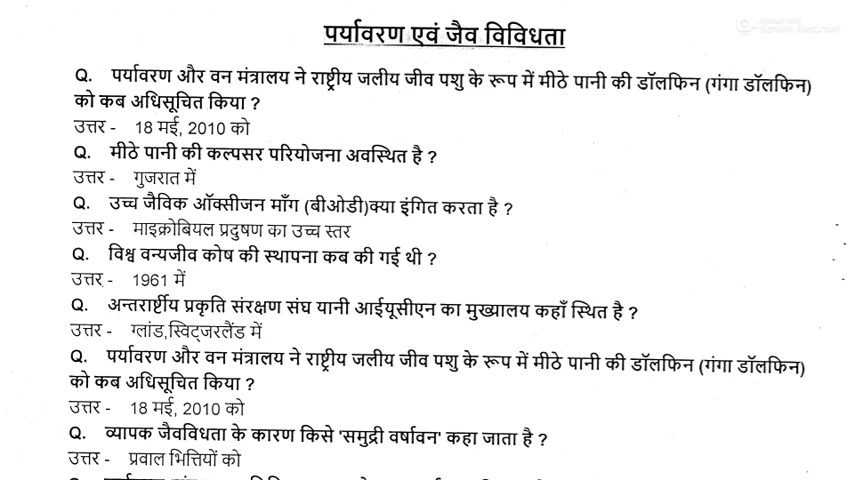 पर्यावरण एवं जैव विविधता
Q. पर्यावरण और वन मंत्रालय ने राष्ट्रीय जलीय जीव पशु के रूप में मीठे पानी की डॉलफिन (गंगा डॉलफिन)
को कब अधिसूचित किया ?
उत्तर - 18 मई, 2010 को
Q. मीठे पानी की कल्पसर परियोजना अवस्थित है ?
उत्तर - गुजरात में
Q. उच्च जैविक ऑक्सीजन माँग (बीओडी)क्या इंगित करता है ?
उत्तर - माइक्रोबियल प्रदुषण का उच्च स्तर
Q. विश्व वन्यजीव कोष की स्थापना कब की गई थी ?
उत्तर - 1961 में
Q. अन्तरार्ष्टीय प्रकृति संरक्षण संघ यानी आईयूसीएन का मुख्यालय कहाँ स्थित है ?
उत्तर - ग्लांड,स्विट्जरलैंड में
Q. पर्यावरण और वन मंत्रालय ने राष्ट्रीय जलीय जीव पशु के रूप में मीठे पानी की डॉलफिन (गंगा डॉलफिन)
को कब अधिसूचित किया ?
उत्तर - 18 मई, 2010 को
Q. व्यापक जैवविधता के कारण किसे 'समुद्री वर्षावन' कहा जाता है ?
उत्तर - प्रवाल भित्तियों को